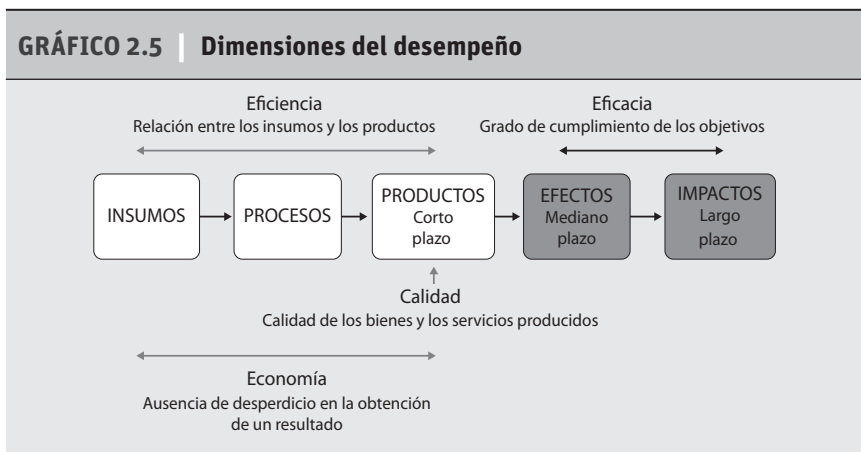 GRÁFICO 2.5 | Dimensiones del desempeño
Eficiencia
Relación entre los insumos y los productos
Eficacia
Grado de cumplimiento de los objetivos
INSUMOS
PROCESOS
PRODUCTOS
Corto
plazo
EFECTOS
Mediano
plazo
IMPACTOS
Largo
plazo
Calidad
Calidad de los bienes y los servicios producidos
Economía
Ausencia de desperdicio en la obtención
de un resultado